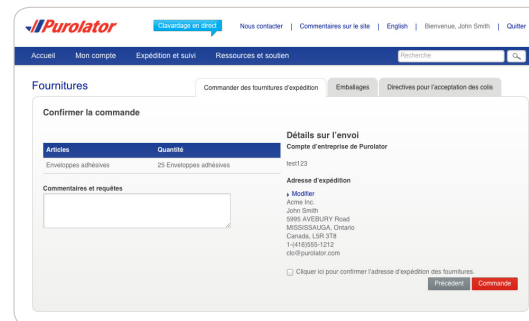 Purolator
Clavardage en direct
Nous contacter | Commentaires sur le site | English | Bienvenue, John Smith | Quitter
Accueil Mon compte Expédition et suivi Ressources et soutien Recherche
Fournitures
Commander des fournitures d'expédition Emballages Directives pour l'acceptation des colis
Confirmer la commande
Articles Quantité
Enveloppes adhésives 25 Enveloppes adhésives
Commentaires et requêtes
Détails sur l'envoi
Compte d'entreprise de Purolator
test123
Adresse d'expédition
Modifier
Acme Inc.
John Smith
5995 AVEBURY Road
MISSISSAUGA, Ontario
Canada, L5R 3T8
1-(416)555-1212
clo@purolator.com
Cliquer ici pour confirmer l'adresse d'expédition des fournitures.
Précédent Commande